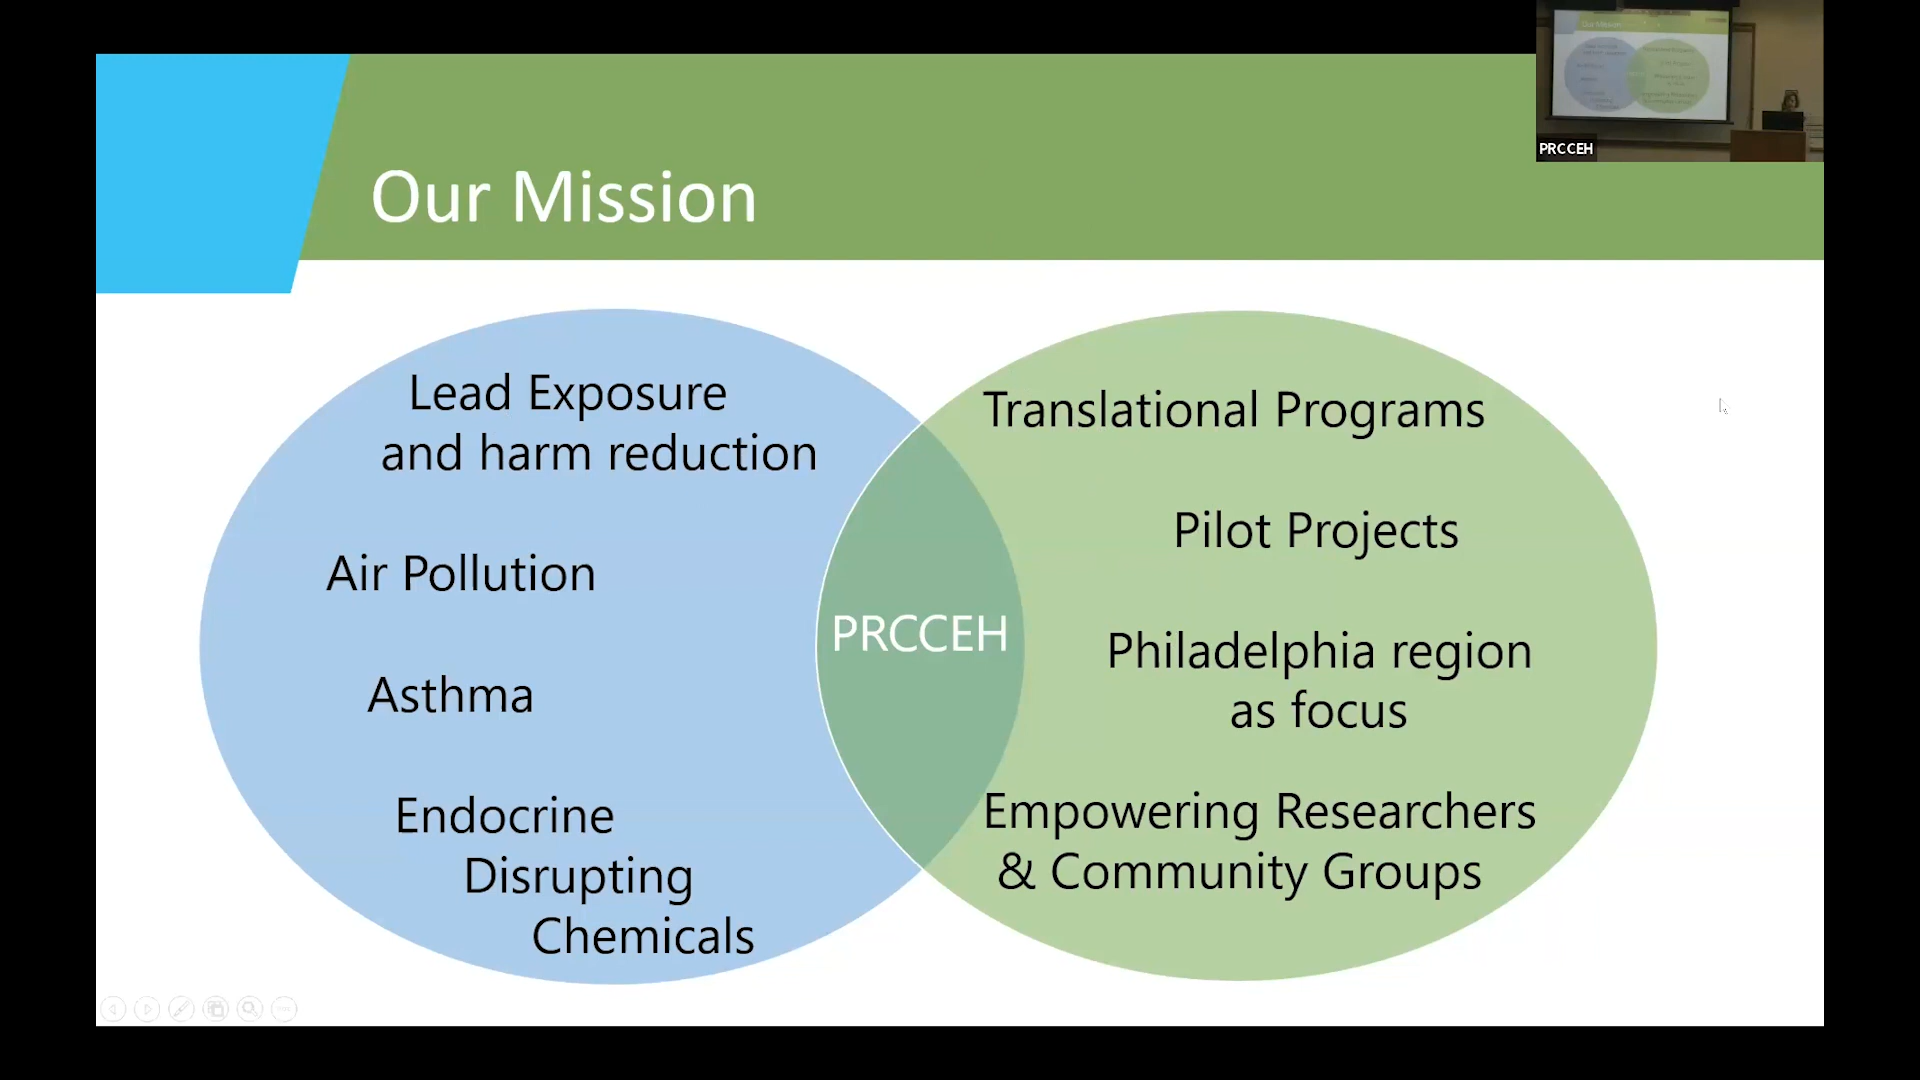 Our Mission
PRCCEH
Lead Exposure
and harm reduction
Air Pollution
Asthma
Endocrine
Disrupting
Chemicals
PRCCEH
Translational Programs
Pilot Projects
Philadelphia region
as focus
Empowering Researchers
& Community Groups